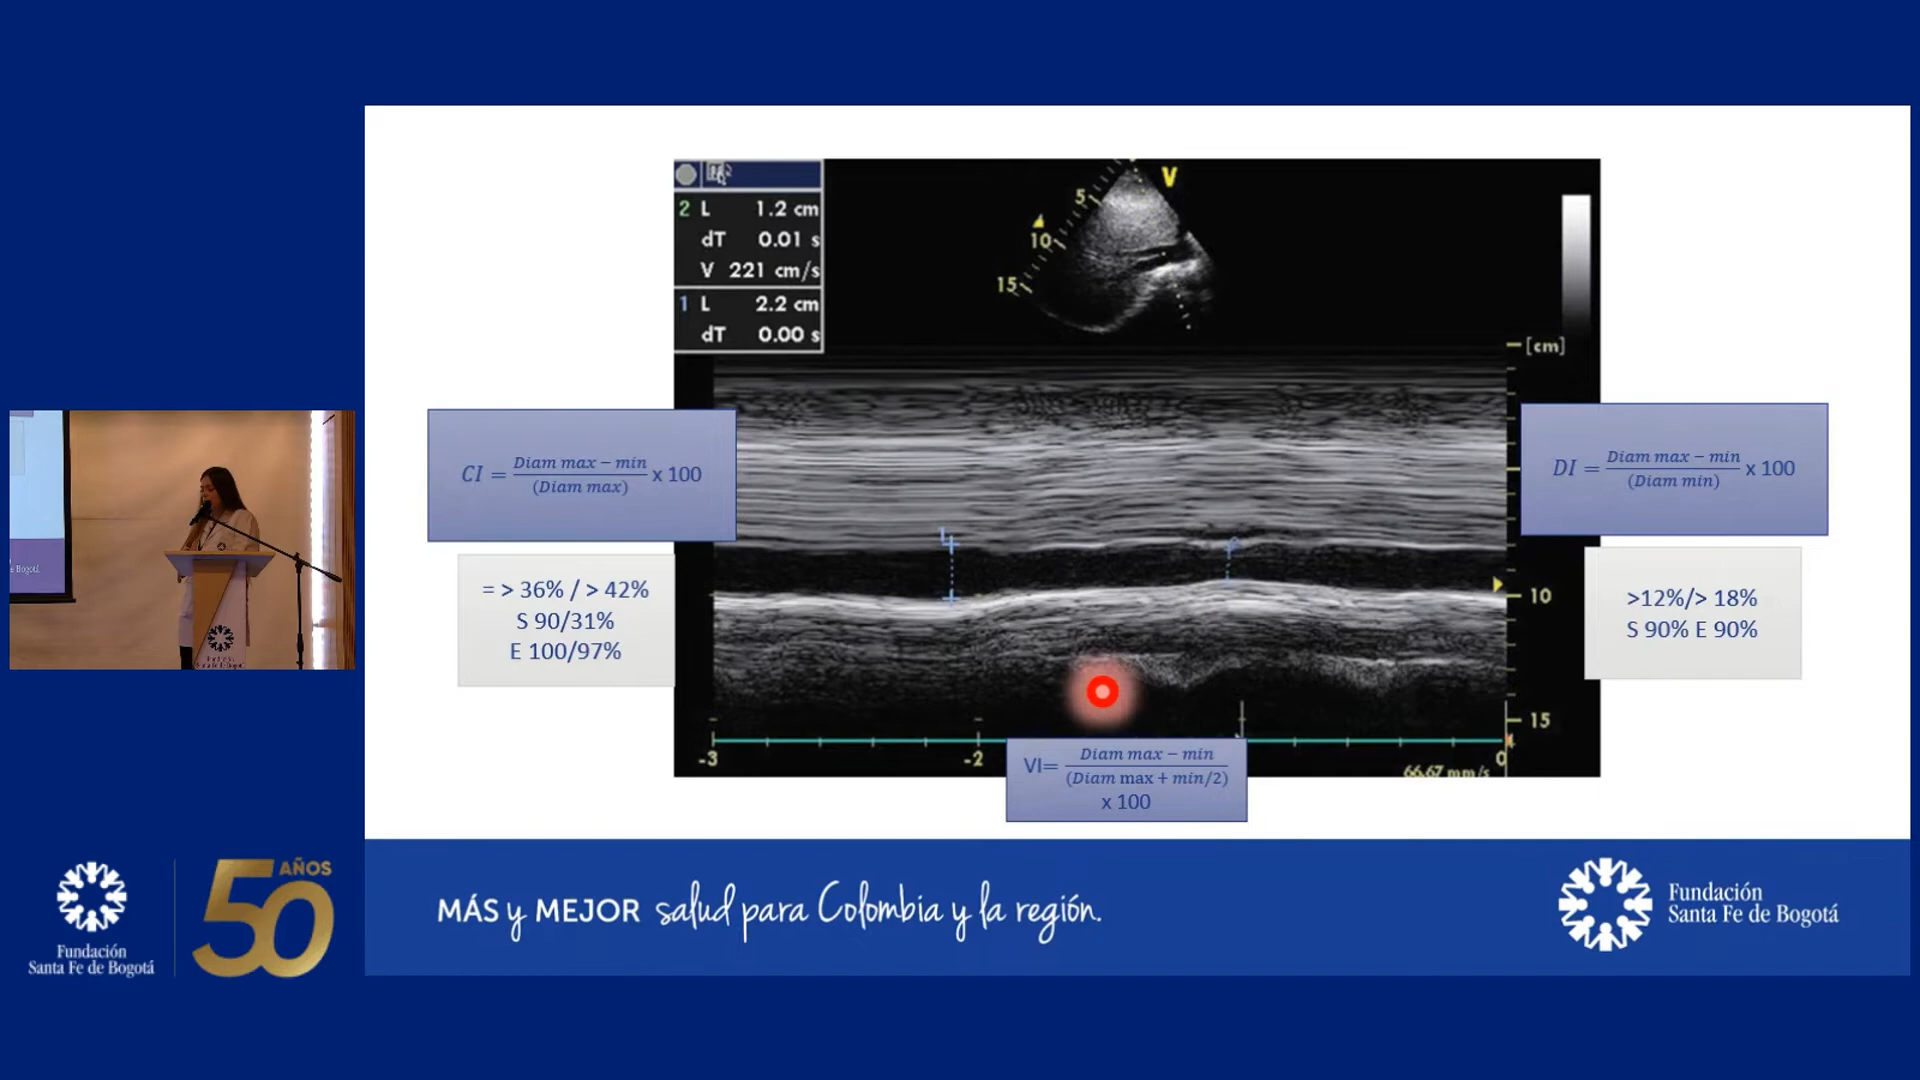 V
5
10
15
2 L 1.2 cm
dT 0.01 s
V 221 cm/s
1 L 2.2 cm
dT 0.00 s
[cm]
CI = Diam max − min / (Diam max) x 100
DI = Diam max − min / (Diam min) x 100
= > 36% / > 42%
S 90/31%
E 100/97%
>12%/> 18%
S 90% E 90%
10
15
-3
-2
0
66.67 mm/s
VI= Diam max − min / (Diam max + min/2)
x 100
MÁS y MEJOR salud para Colombia y la región.
Fundación
Santa Fe de Bogotá
50 AÑOS
Fundación
Santa Fe de Bogotá